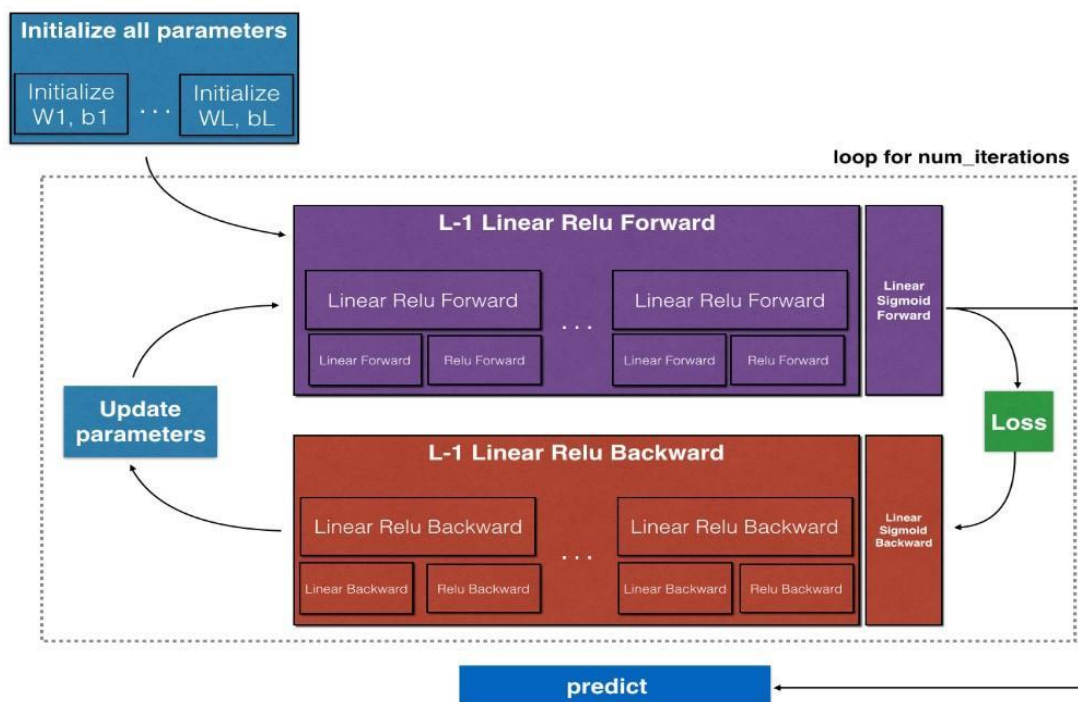 Initialize all parameters
Initialize
W1, b1
. . .
Initialize
WL, bL
loop for num_iterations
L-1 Linear Relu Forward
Linear Relu Forward
. . .
Linear Relu Forward
Linear Forward
Relu Forward
Linear Forward
Relu Forward
Linear
Sigmoid
Forward
Update
parameters
Loss
L-1 Linear Relu Backward
Linear Relu Backward
. . .
Linear Relu Backward
Linear Backward
Relu Backward
Linear Backward
Relu Backward
Linear
Sigmoid
Backward
predict